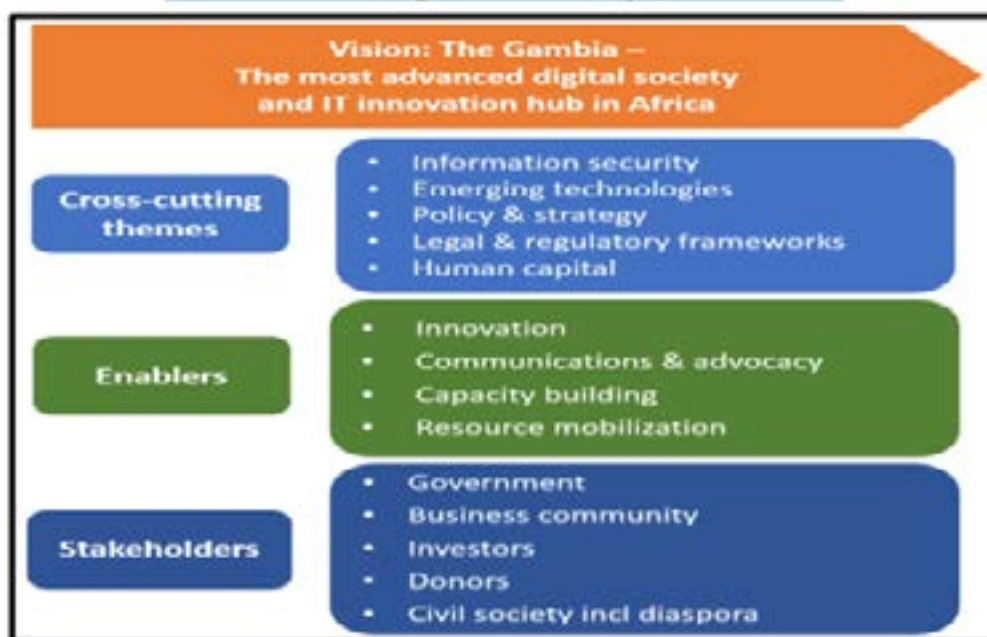 Vision: The Gambia –
The most advanced digital society
and IT innovation hub in Africa
Cross-cutting
themes
• Information security
• Emerging technologies
• Policy & strategy
• Legal & regulatory frameworks
• Human capital
Enablers
• Innovation
• Communications & advocacy
• Capacity building
• Resource mobilization
Stakeholders
• Government
• Business community
• Investors
• Donors
• Civil society incl diaspora